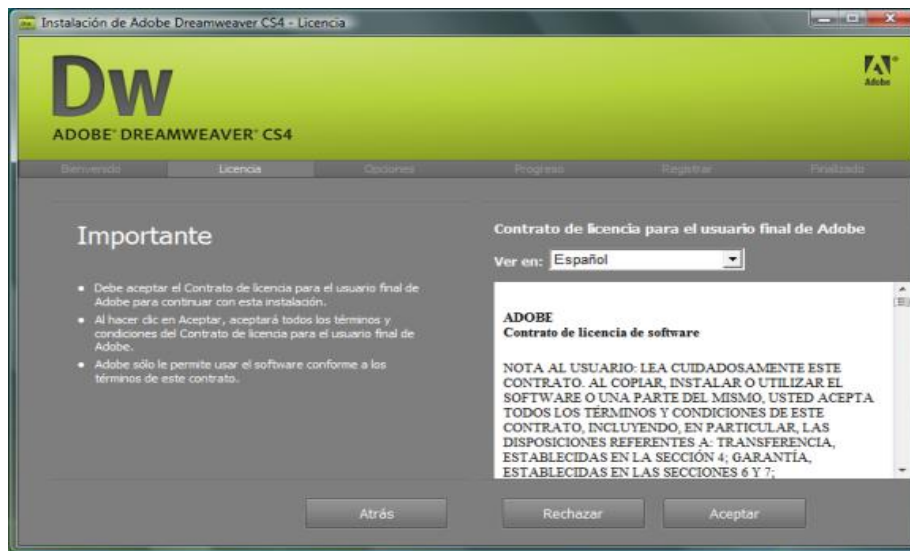 Instalación de Adobe Dreamweaver CS4 - Licencia
Dw
Adobe
ADOBE® DREAMWEAVER® CS4
Bienvenido Licencia Opciones Progreso Registrar Finalizado
Importante
• Debe aceptar el Contrato de licencia para el usuario final de
Adobe para continuar con esta instalación.
• Al hacer clic en Aceptar, aceptará todos los términos y
condiciones del Contrato de licencia para el usuario final de
Adobe.
• Adobe sólo le permite usar el software conforme a los
términos de este contrato.
Contrato de licencia para el usuario final de Adobe
Ver en: Español
ADOBE
Contrato de licencia de software
NOTA AL USUARIO: LEA CUIDADOSAMENTE ESTE
CONTRATO. AL COPIAR, INSTALAR O UTILIZAR EL
SOFTWARE O UNA PARTE DEL MISMO, USTED ACEPTA
TODOS LOS TÉRMINOS Y CONDICIONES DE ESTE
CONTRATO, INCLUYENDO, EN PARTICULAR, LAS
DISPOSICIONES REFERENTES A: TRANSFERENCIA,
ESTABLECIDAS EN LA SECCIÓN 4; GARANTÍA,
ESTABLECIDAS EN LAS SECCIONES 6 Y 7;
Atrás Rechazar Aceptar